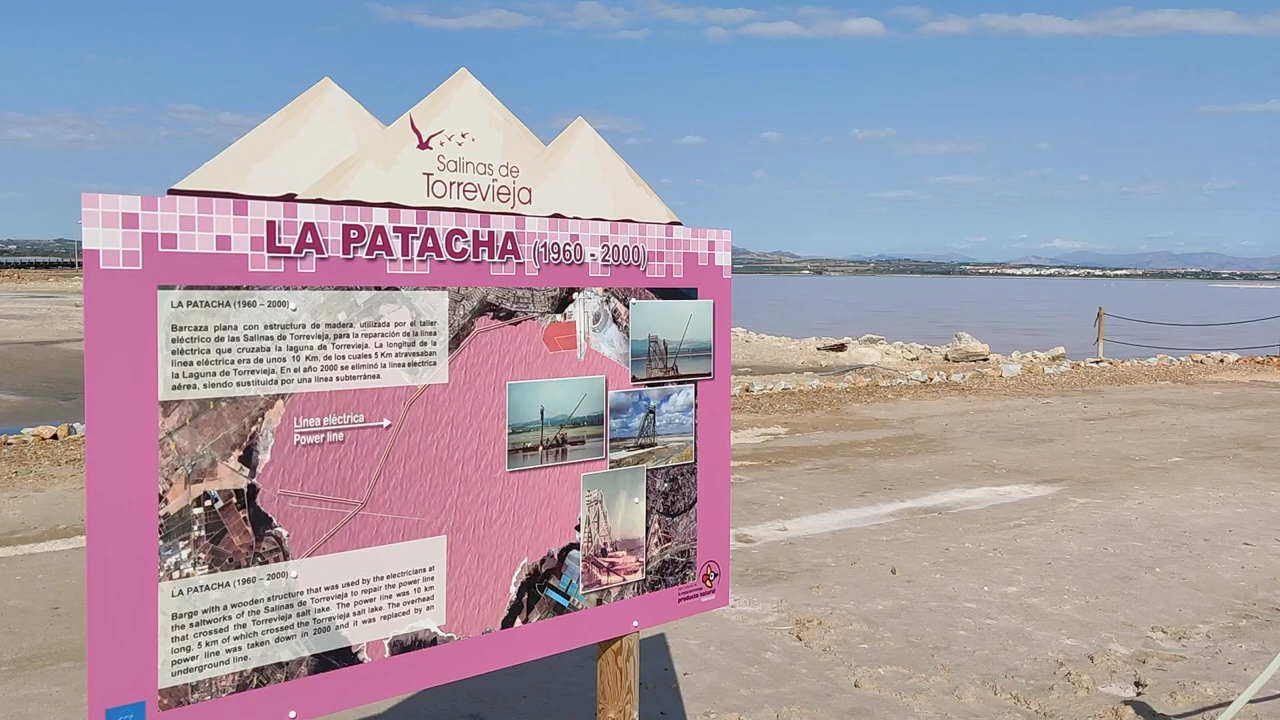 Salinas de
Torrevieja
LA PATACHA (1960 - 2000)
LA PATACHA (1960 – 2000)
Barcaza plana con estructura de madera, utilizada por el taller
eléctrico de las Salinas de Torrevieja, para la reparación de la línea
eléctrica que cruzaba la laguna de Torrevieja. La longitud de la
línea eléctrica era de unos 10 Km, de los cuales 5 Km atravesaban
la Laguna de Torrevieja. En el año 2000 se eliminó la línea eléctrica
aérea, siendo sustituida por una línea subterránea.
Línea eléctrica
Power line
LA PATACHA (1960 – 2000)
Barge with a wooden structure that was used by the electricians at
the saltworks of the Salinas de Torrevieja to repair the power line
that crossed the Torrevieja salt lake. The power line was 10 km
long, 5 km of which crossed the Torrevieja salt lake. The overhead
power line was taken down in 2000 and it was replaced by an
underground line.
producto natural